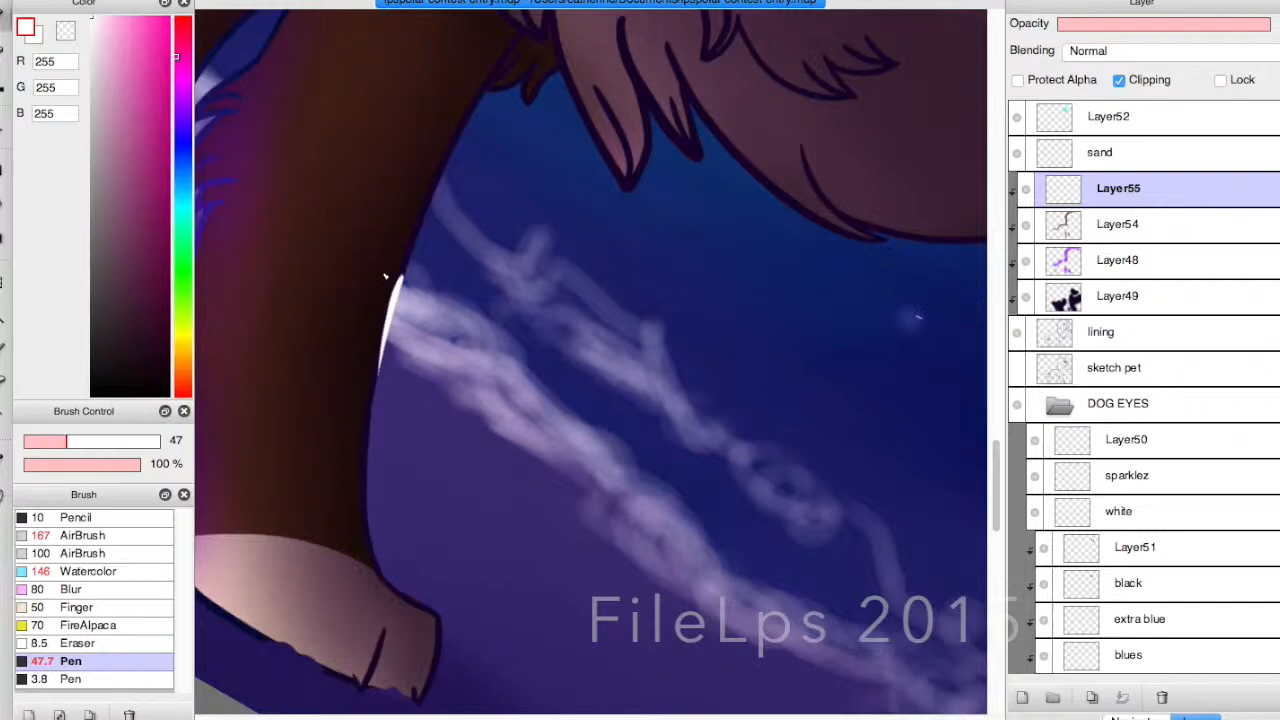 Color
Layer
R 255
G 255
B 255
Opacity
Blending Normal
Protect Alpha Clipping Lock
Layer52
sand
Layer55
Layer54
Layer48
Layer49
lining
sketch pet
DOG EYES
Layer50
sparklez
white
Layer51
black
extra blue
blues
Brush Control
47
100 %
Brush
10 Pencil
167 AirBrush
100 AirBrush
146 Watercolor
80 Blur
50 Finger
70 FireAlpaca
8.5 Eraser
47.7 Pen
3.8 Pen
FileLps 2015